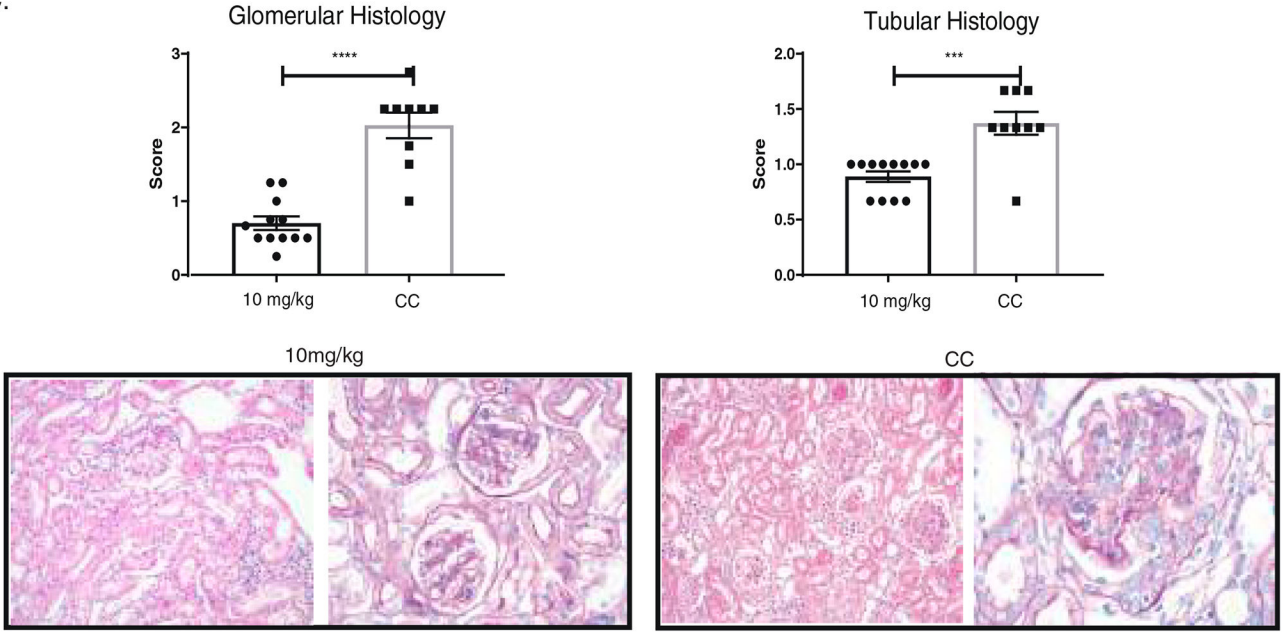 Glomerular Histology
3
****
2
Score
1
0
10 mg/kg
CC
Tubular Histology
2.0
***
1.5
Score
1.0
0.5
0.0
10 mg/kg
CC
10mg/kg
CC